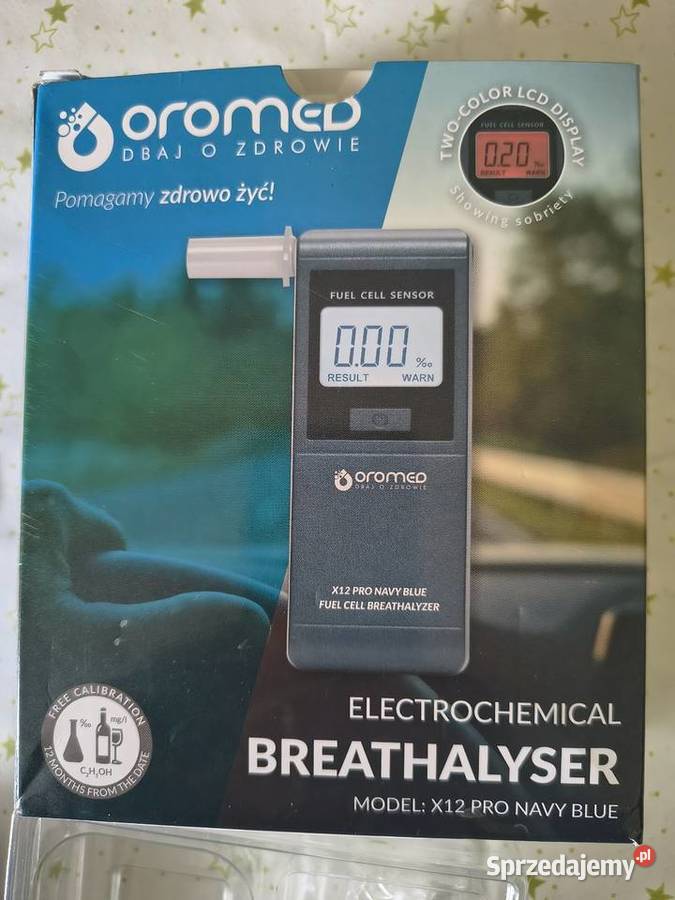 OROMED
DBAJ O ZDROWIE
Pomagamy zdrowo żyć!
TWO-COLOR LCD DISPLAY
FUEL CELL SENSOR
0.20 ‰
RESULT WARN
Showing sobriety
FUEL CELL SENSOR
0.00 ‰
RESULT WARN
OROMED
DBAJ O ZDROWIE
X12 PRO NAVY BLUE
FUEL CELL BREATHALYZER
FREE CALIBRATION
‰ mg/l
C₂H₅OH
12 MONTHS FROM THE DATE
ELECTROCHEMICAL
BREATHALYSER
MODEL: X12 PRO NAVY BLUE
Sprzedajemy.pl